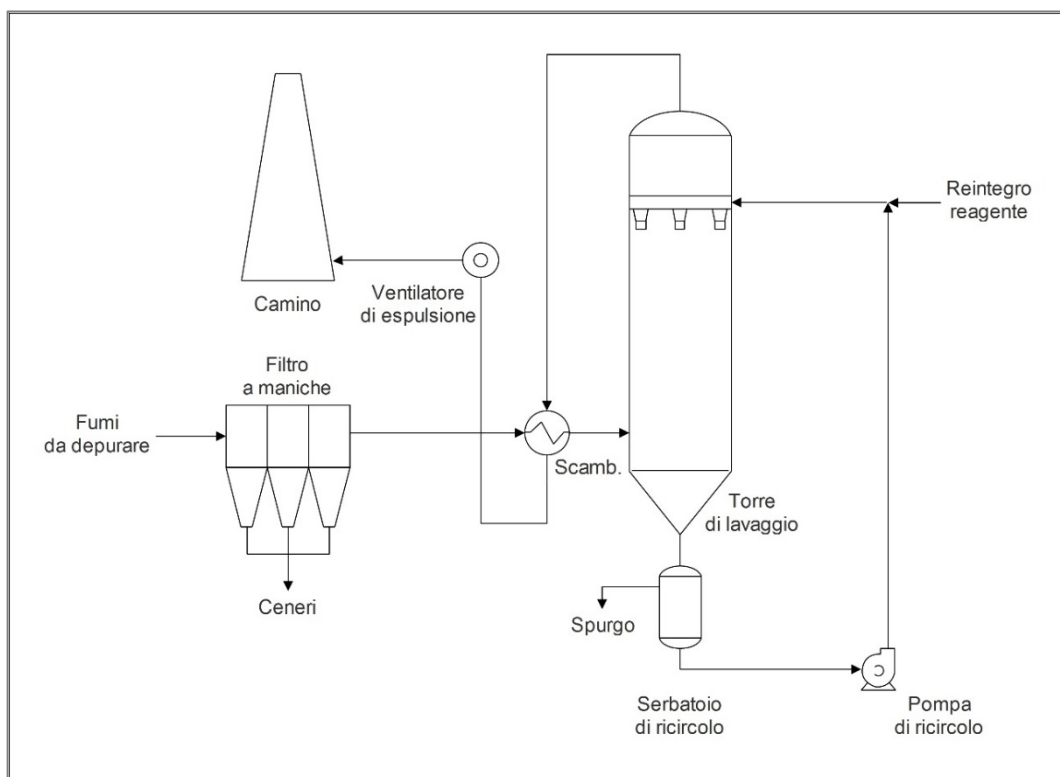 Reintegro
reagente
Camino
Ventilatore
di espulsione
Filtro
a maniche
Fumi
da depurare
Scamb.
Torre
di lavaggio
Ceneri
Spurgo
Serbatoio
di ricircolo
Pompa
di ricircolo